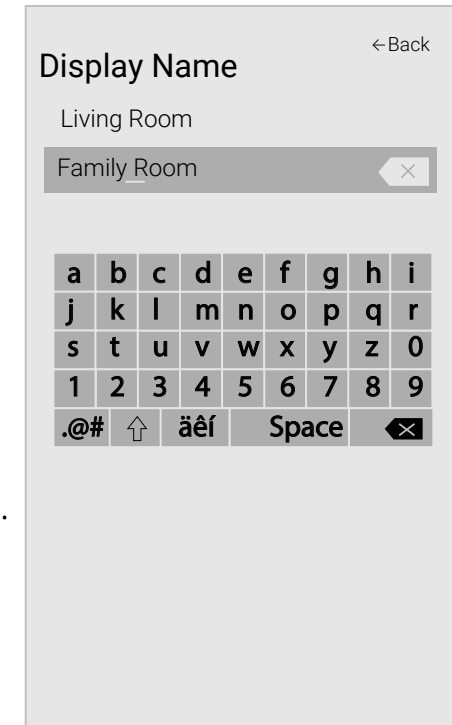 ←Back
Display Name
Living Room
Family Room
a b c d e f g h i
j k l m n o p q r
s t u v w x y z 0
1 2 3 4 5 6 7 8 9
.@# äêí Space
.